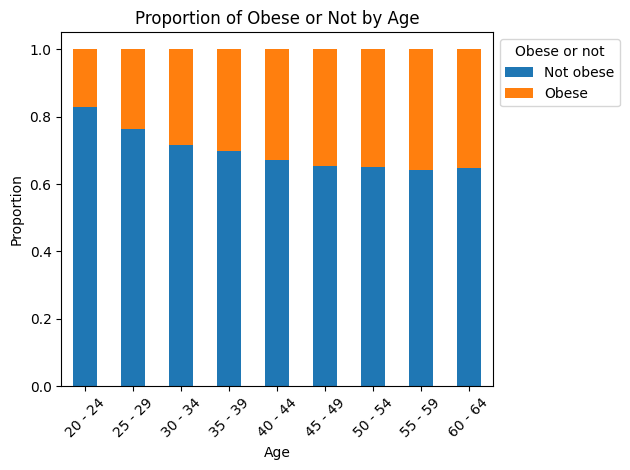 Proportion of Obese or Not by Age
Obese or not
Not obese
Obese
Proportion
1.0
0.8
0.6
0.4
0.2
0.0
20 - 24
25 - 29
30 - 34
35 - 39
40 - 44
45 - 49
50 - 54
55 - 59
60 - 64
Age